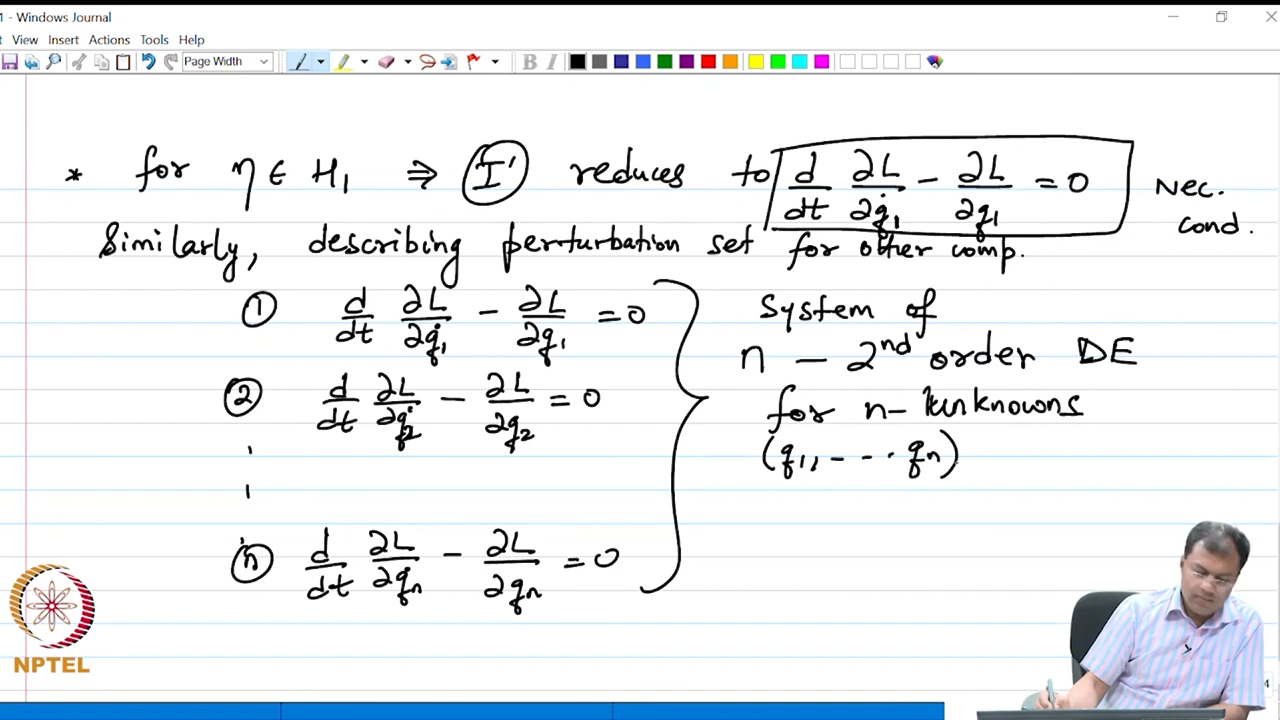 1 - Windows Journal
View Insert Actions Tools Help
Page Width
* for η ∈ H₁ ⇒ I' reduces to d/dt ∂L/∂q̇₁ - ∂L/∂q₁ = 0 Nec. cond.
Similarly, describing perturbation set for other comp.
① d/dt ∂L/∂q̇₁ - ∂L/∂q₁ = 0
② d/dt ∂L/∂q̇₂ - ∂L/∂q₂ = 0
ⓝ d/dt ∂L/∂q̇ₙ - ∂L/∂qₙ = 0
System of
n - 2nd order DE
for n- unknowns
(q₁, - - - qₙ)
NPTEL